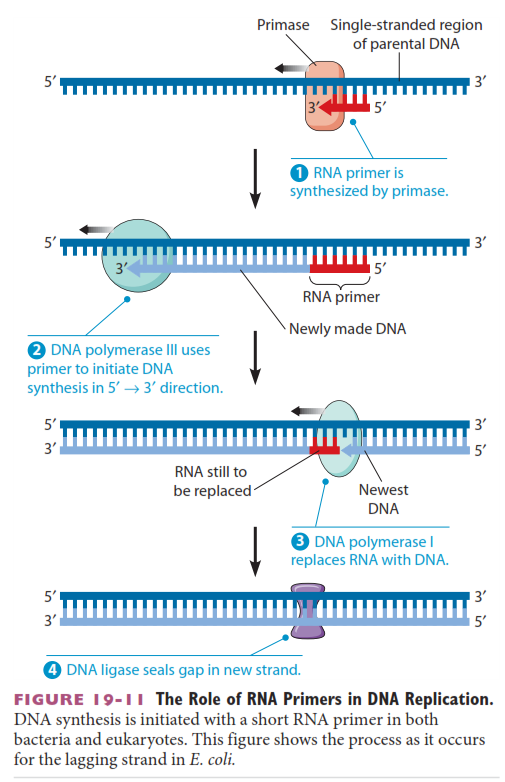 Primase
Single-stranded region
of parental DNA
5′
3′
3′
5′
1 RNA primer is
synthesized by primase.
5′
3′
3′
5′
RNA primer
Newly made DNA
2 DNA polymerase III uses
primer to initiate DNA
synthesis in 5′ → 3′ direction.
5′
3′
3′
5′
RNA still to
be replaced
Newest
DNA
3 DNA polymerase I
replaces RNA with DNA.
5′
3′
3′
5′
4 DNA ligase seals gap in new strand.
FIGURE 19-11 The Role of RNA Primers in DNA Replication.
DNA synthesis is initiated with a short RNA primer in both
bacteria and eukaryotes. This figure shows the process as it occurs
for the lagging strand in E. coli.